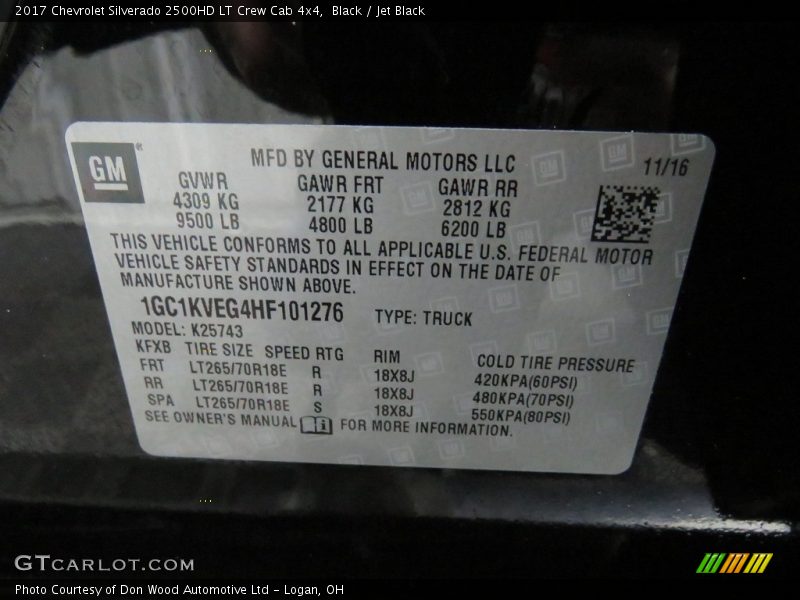 2017 Chevrolet Silverado 2500HD LT Crew Cab 4x4,  Black / Jet Black
GM
MFD BY GENERAL MOTORS LLC
11/16
GVWR GAWR FRT GAWR RR
4309 KG 2177 KG 2812 KG
9500 LB 4800 LB 6200 LB
THIS VEHICLE CONFORMS TO ALL APPLICABLE U.S. FEDERAL MOTOR
VEHICLE SAFETY STANDARDS IN EFFECT ON THE DATE OF
MANUFACTURE SHOWN ABOVE.
1GC1KVEG4HF101276 TYPE: TRUCK
MODEL: K25743
KFXB TIRE SIZE SPEED RTG RIM COLD TIRE PRESSURE
FRT LT265/70R18E R 18X8J 420KPA(60PSI)
RR LT265/70R18E R 18X8J 480KPA(70PSI)
SPA LT265/70R18E S 18X8J 550KPA(80PSI)
SEE OWNER'S MANUAL FOR MORE INFORMATION.
GTCARLOT.COM
Photo Courtesy of Don Wood Automotive Ltd - Logan, OH